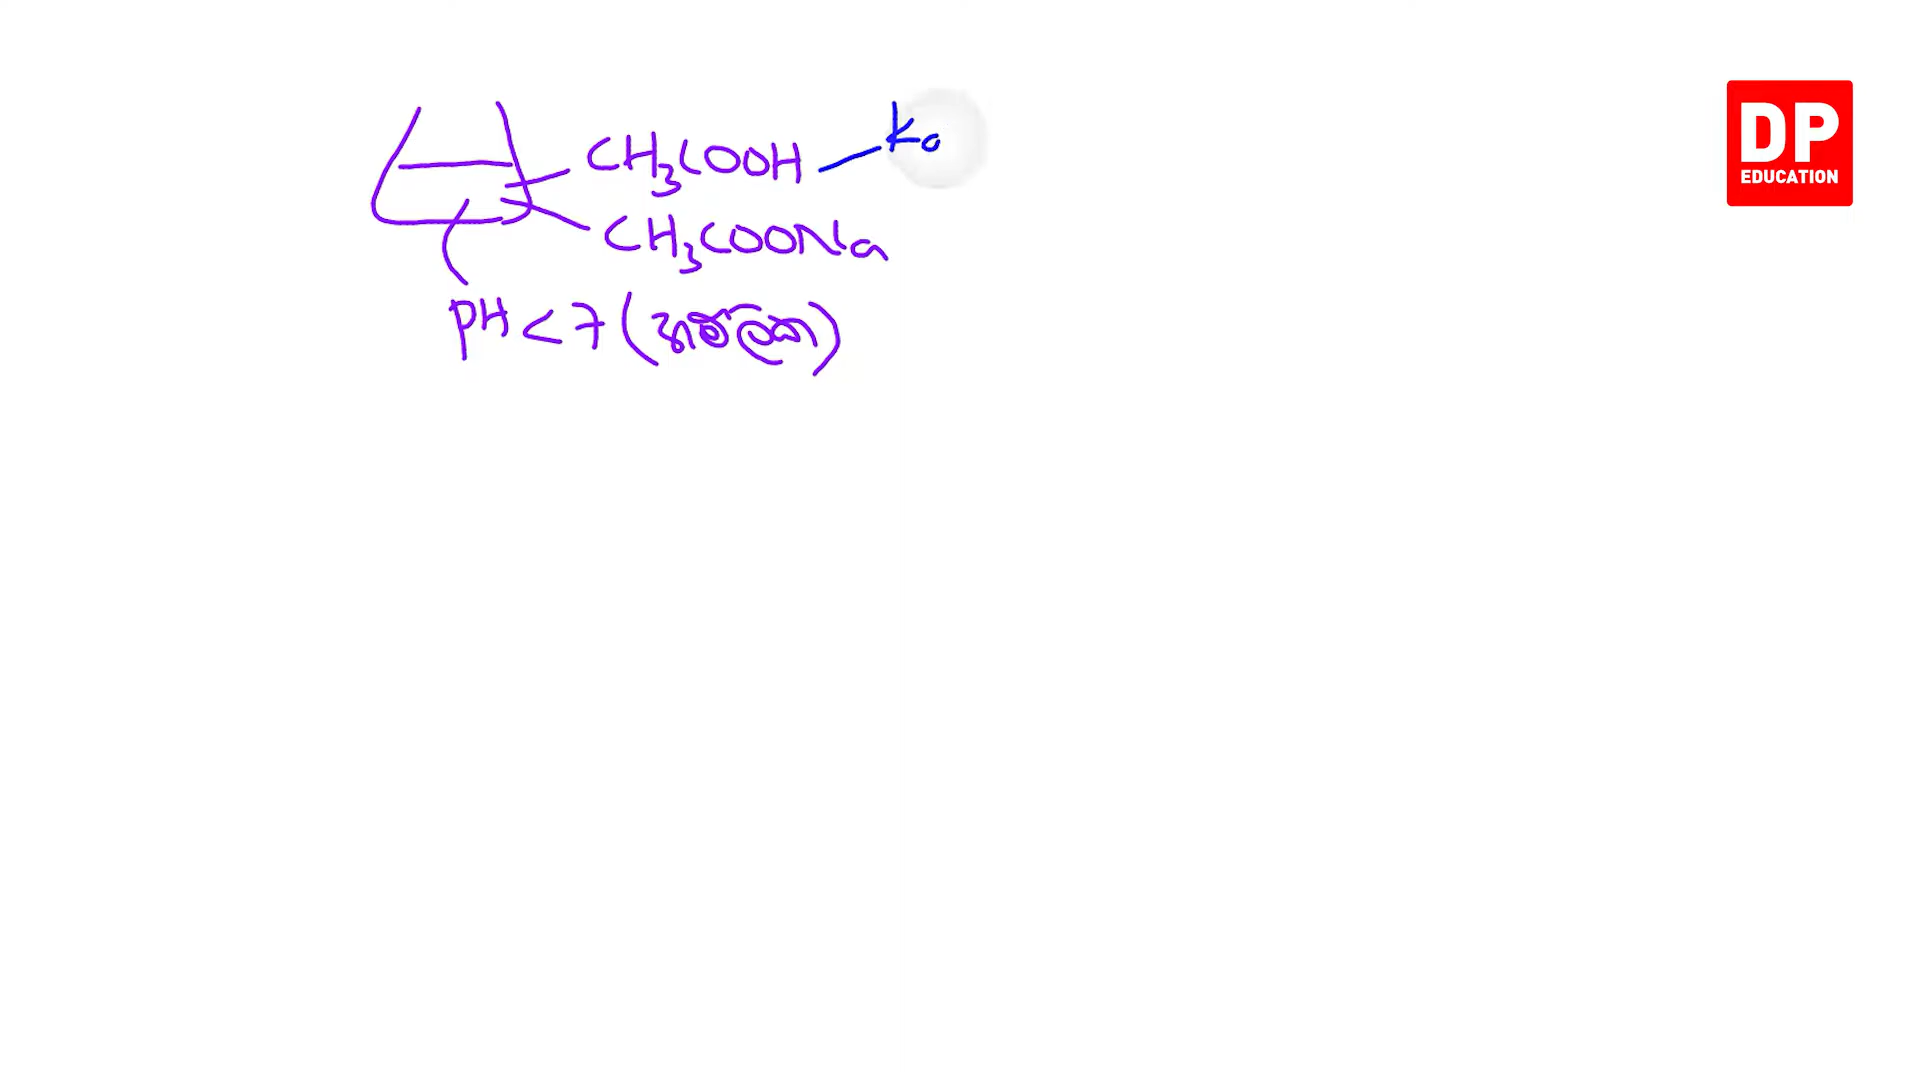 CH₃COOH — Ka
CH₃COONa
pH < 7 (ආම්ලික)
DP
EDUCATION